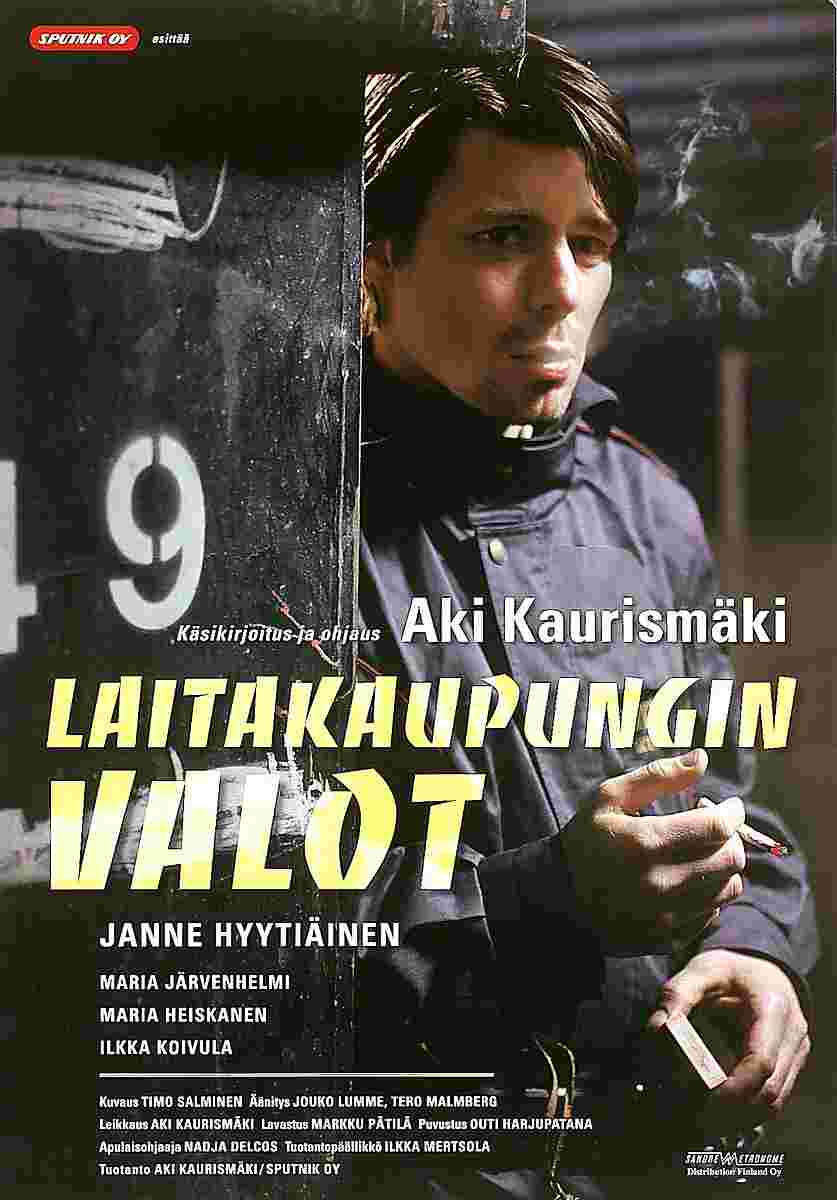 SPUTNIK OY esittää
49
Käsikirjoitus ja ohjaus Aki Kaurismäki
LAITAKAUPUNGIN
VALOT
JANNE HYYTIÄINEN
MARIA JÄRVENHELMI
MARIA HEISKANEN
ILKKA KOIVULA
Kuvaus TIMO SALMINEN Äänitys JOUKO LUMME, TERO MALMBERG
Leikkaus AKI KAURISMÄKI Lavastus MARKKU PÄTILÄ Puvustus OUTI HARJUPATANA
Apulaisohjaaja NADJA DELCOS Tuotantopäällikkö ILKKA MERTSOLA
Tuotanto AKI KAURISMÄKI/SPUTNIK OY
SANDREW METRONOME
Distribution Finland Oy